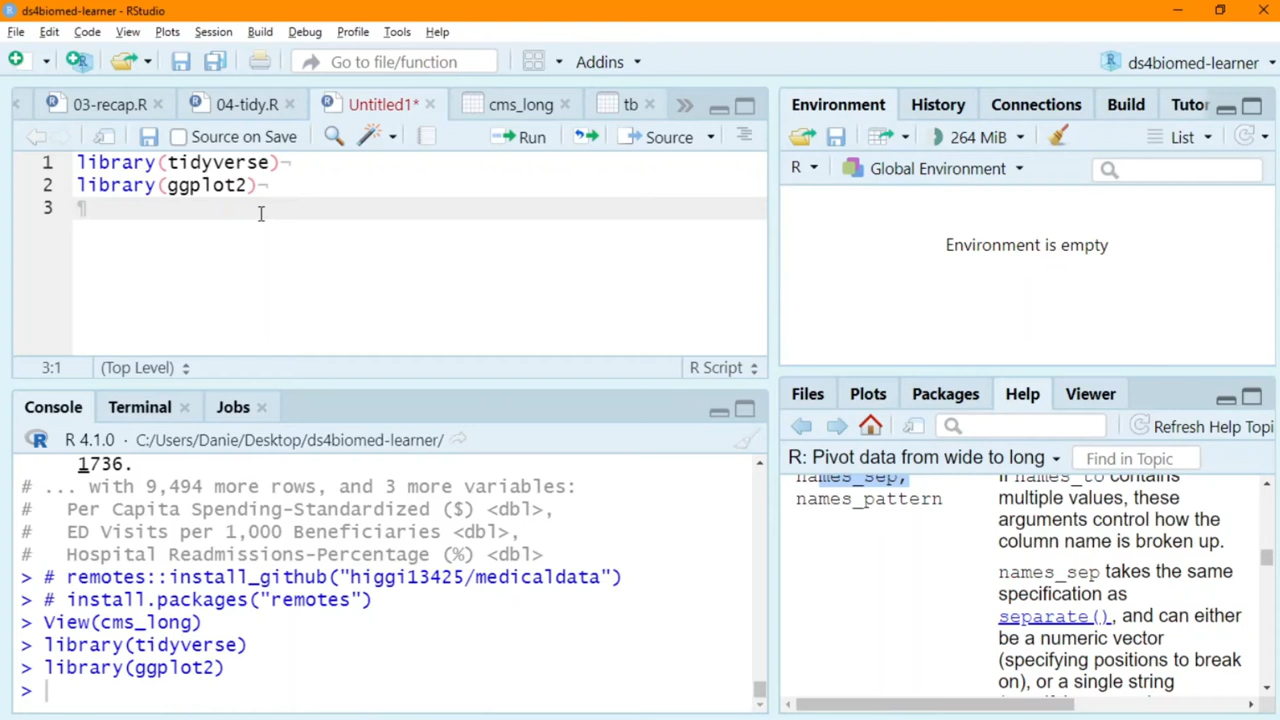 ds4biomed-learner - RStudio
File Edit Code View Plots Session Build Debug Profile Tools Help
Go to file/function Addins ds4biomed-learner
03-recap.R 04-tidy.R Untitled1* cms_long tb
Source on Save Run Source
1 library(tidyverse)¬
2 library(ggplot2)¬
3 ¶
3:1 (Top Level) R Script
Console Terminal Jobs
R 4.1.0 · C:/Users/Danie/Desktop/ds4biomed-learner/
1736.
# ... with 9,494 more rows, and 3 more variables:
# Per Capita Spending-Standardized ($) <dbl>,
# ED Visits per 1,000 Beneficiaries <dbl>,
# Hospital Readmissions-Percentage (%) <dbl>
> # remotes::install_github("higgi13425/medicaldata")
> # install.packages("remotes")
> View(cms_long)
> library(tidyverse)
> library(ggplot2)
>
Environment History Connections Build Tutor
264 MiB List
R Global Environment
Environment is empty
Files Plots Packages Help Viewer
Refresh Help Topi
R: Pivot data from wide to long Find in Topic
names_sep, If names_to contains
names_pattern multiple values, these
arguments control how the
column name is broken up.
names_sep takes the same
specification as
separate(), and can either
be a numeric vector
(specifying positions to break
on), or a single string